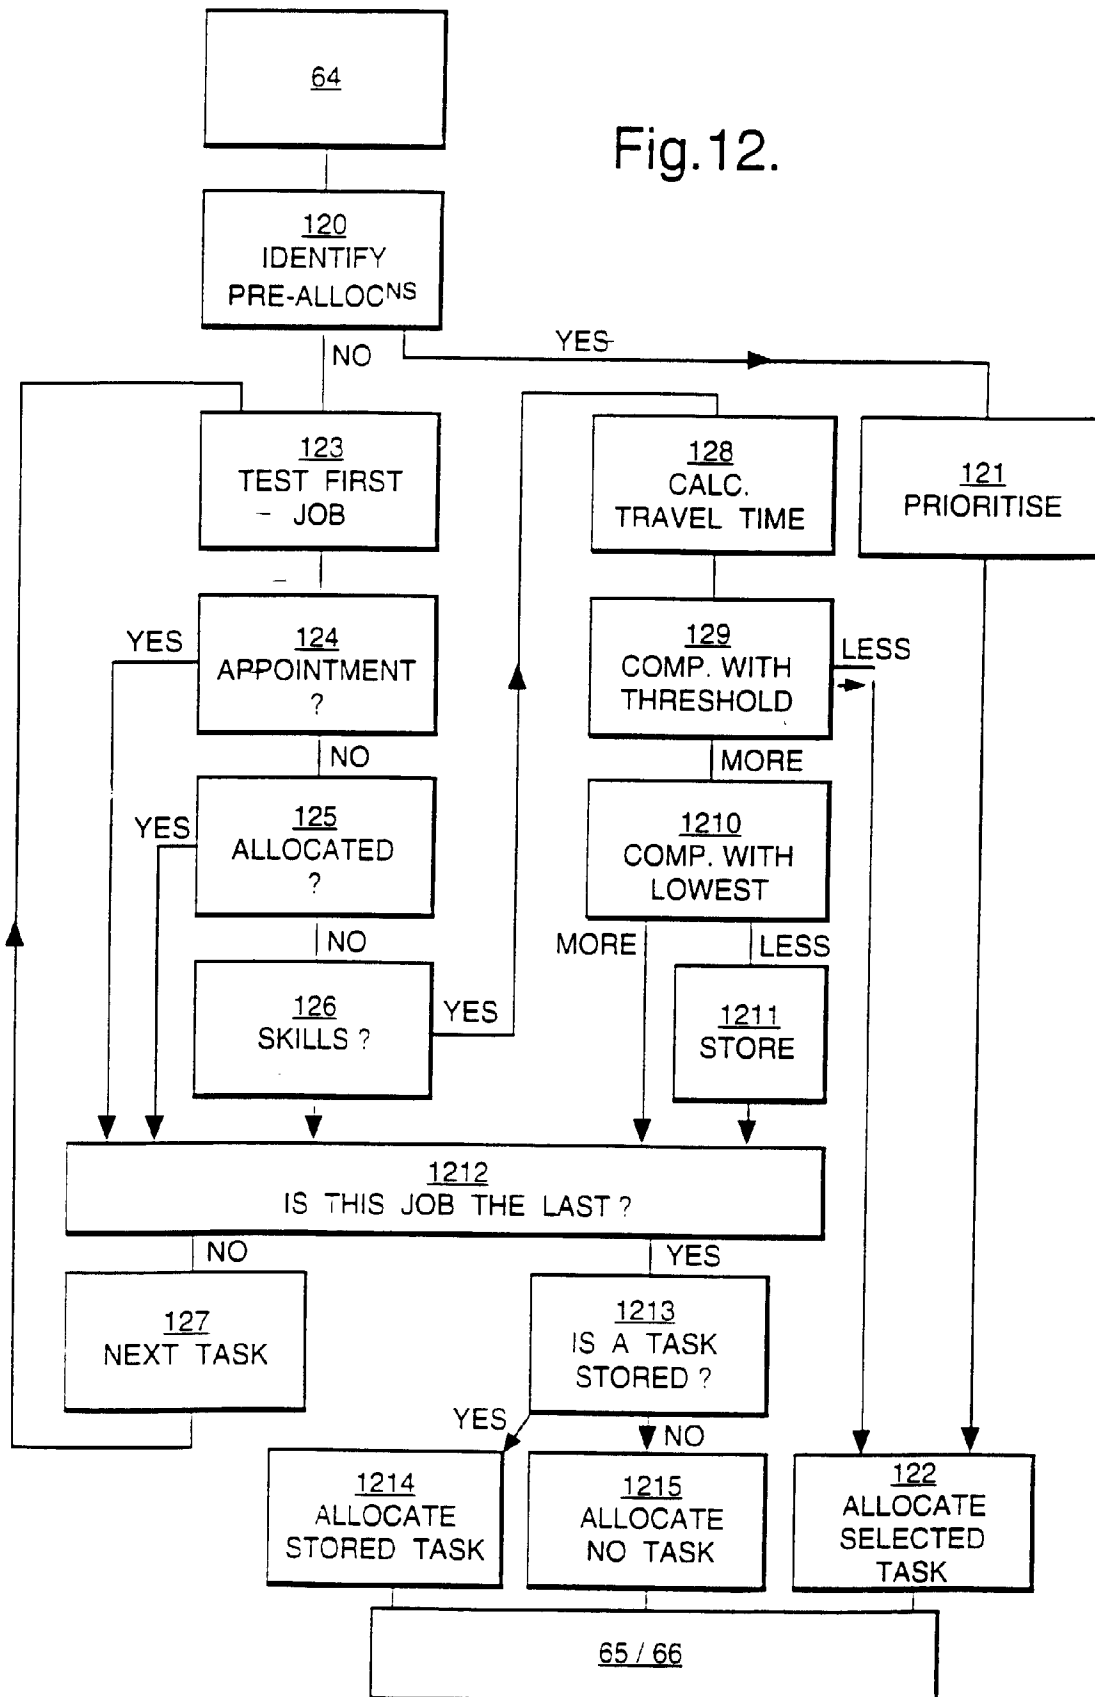 64
Fig.12.
120
IDENTIFY
PRE-ALLOCNS
NO
YES
123
TEST FIRST
JOB
128
CALC.
TRAVEL TIME
121
PRIORITISE
YES
124
APPOINTMENT
?
129
COMP. WITH
THRESHOLD
LESS
NO
MORE
YES
125
ALLOCATED
?
1210
COMP. WITH
LOWEST
NO
MORE
LESS
126
SKILLS ?
YES
1211
STORE
1212
IS THIS JOB THE LAST ?
NO
YES
127
NEXT TASK
1213
IS A TASK
STORED ?
YES
NO
1214
ALLOCATE
STORED TASK
1215
ALLOCATE
NO TASK
122
ALLOCATE
SELECTED
TASK
65 / 66